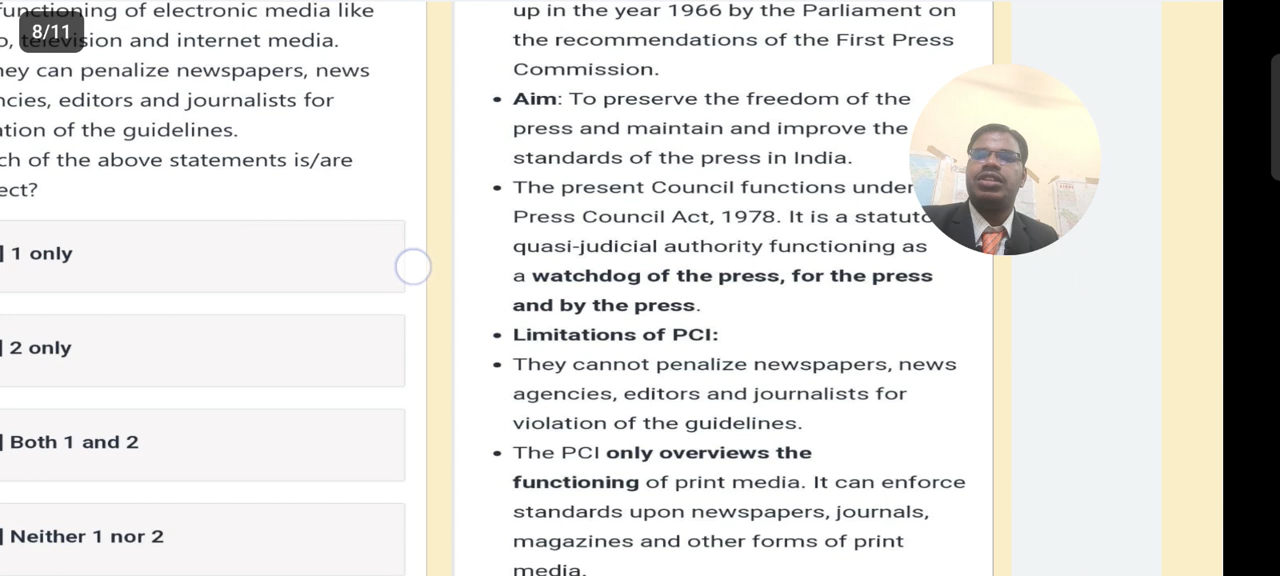 functioning of electronic media like
8/11
television and internet media.
hey can penalize newspapers, news
ncies, editors and journalists for
ation of the guidelines.
ch of the above statements is/are
ect?
1 only
2 only
Both 1 and 2
Neither 1 nor 2
up in the year 1966 by the Parliament on
the recommendations of the First Press
Commission.
• Aim: To preserve the freedom of the
press and maintain and improve the
standards of the press in India.
• The present Council functions under
Press Council Act, 1978. It is a statuto
quasi-judicial authority functioning as
a watchdog of the press, for the press
and by the press.
• Limitations of PCI:
• They cannot penalize newspapers, news
agencies, editors and journalists for
violation of the guidelines.
• The PCI only overviews the
functioning of print media. It can enforce
standards upon newspapers, journals,
magazines and other forms of print
media.